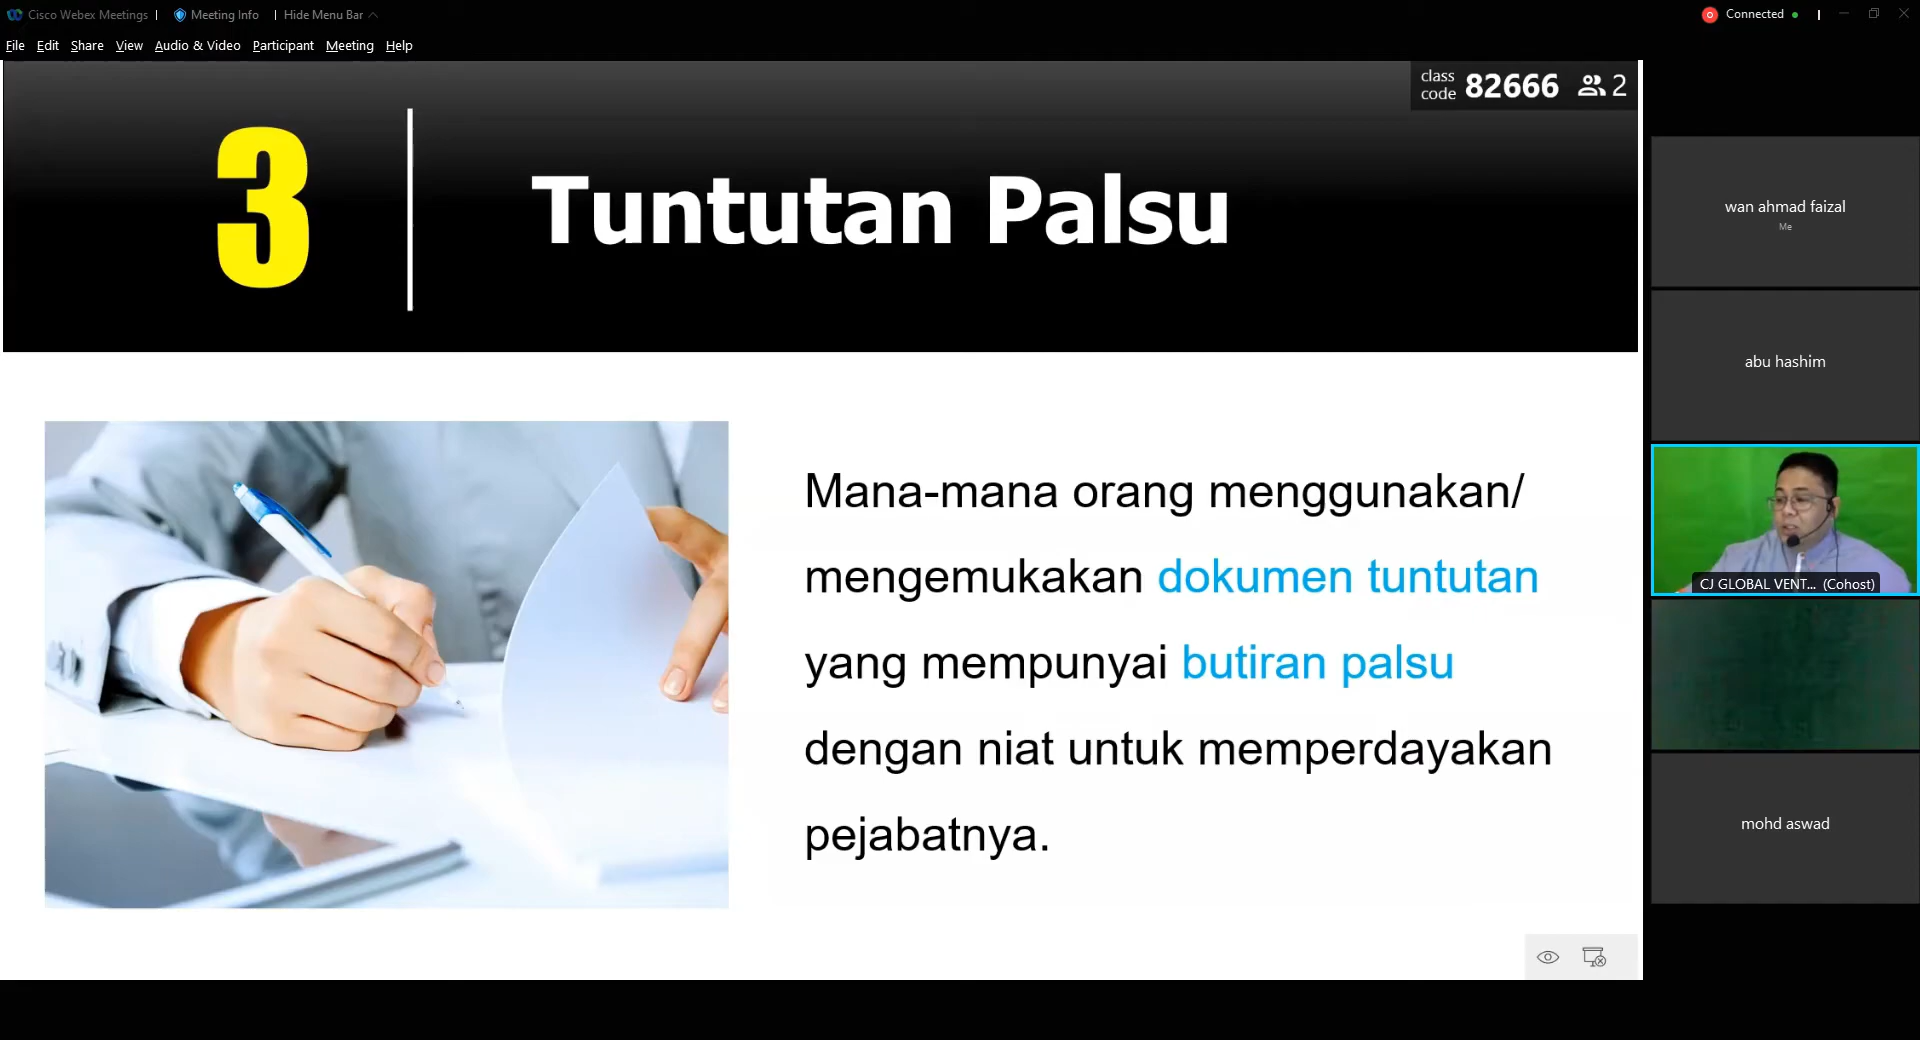 Cisco Webex Meetings | Meeting Info | Hide Menu Bar
Connected
File Edit Share View Audio & Video Participant Meeting Help
class code 82666 2
3
Tuntutan Palsu
Mana-mana orang menggunakan/
mengemukakan dokumen tuntutan
yang mempunyai butiran palsu
dengan niat untuk memperdayakan
pejabatnya.
wan ahmad faizal
Me
abu hashim
CJ GLOBAL VENT... (Cohost)
mohd aswad